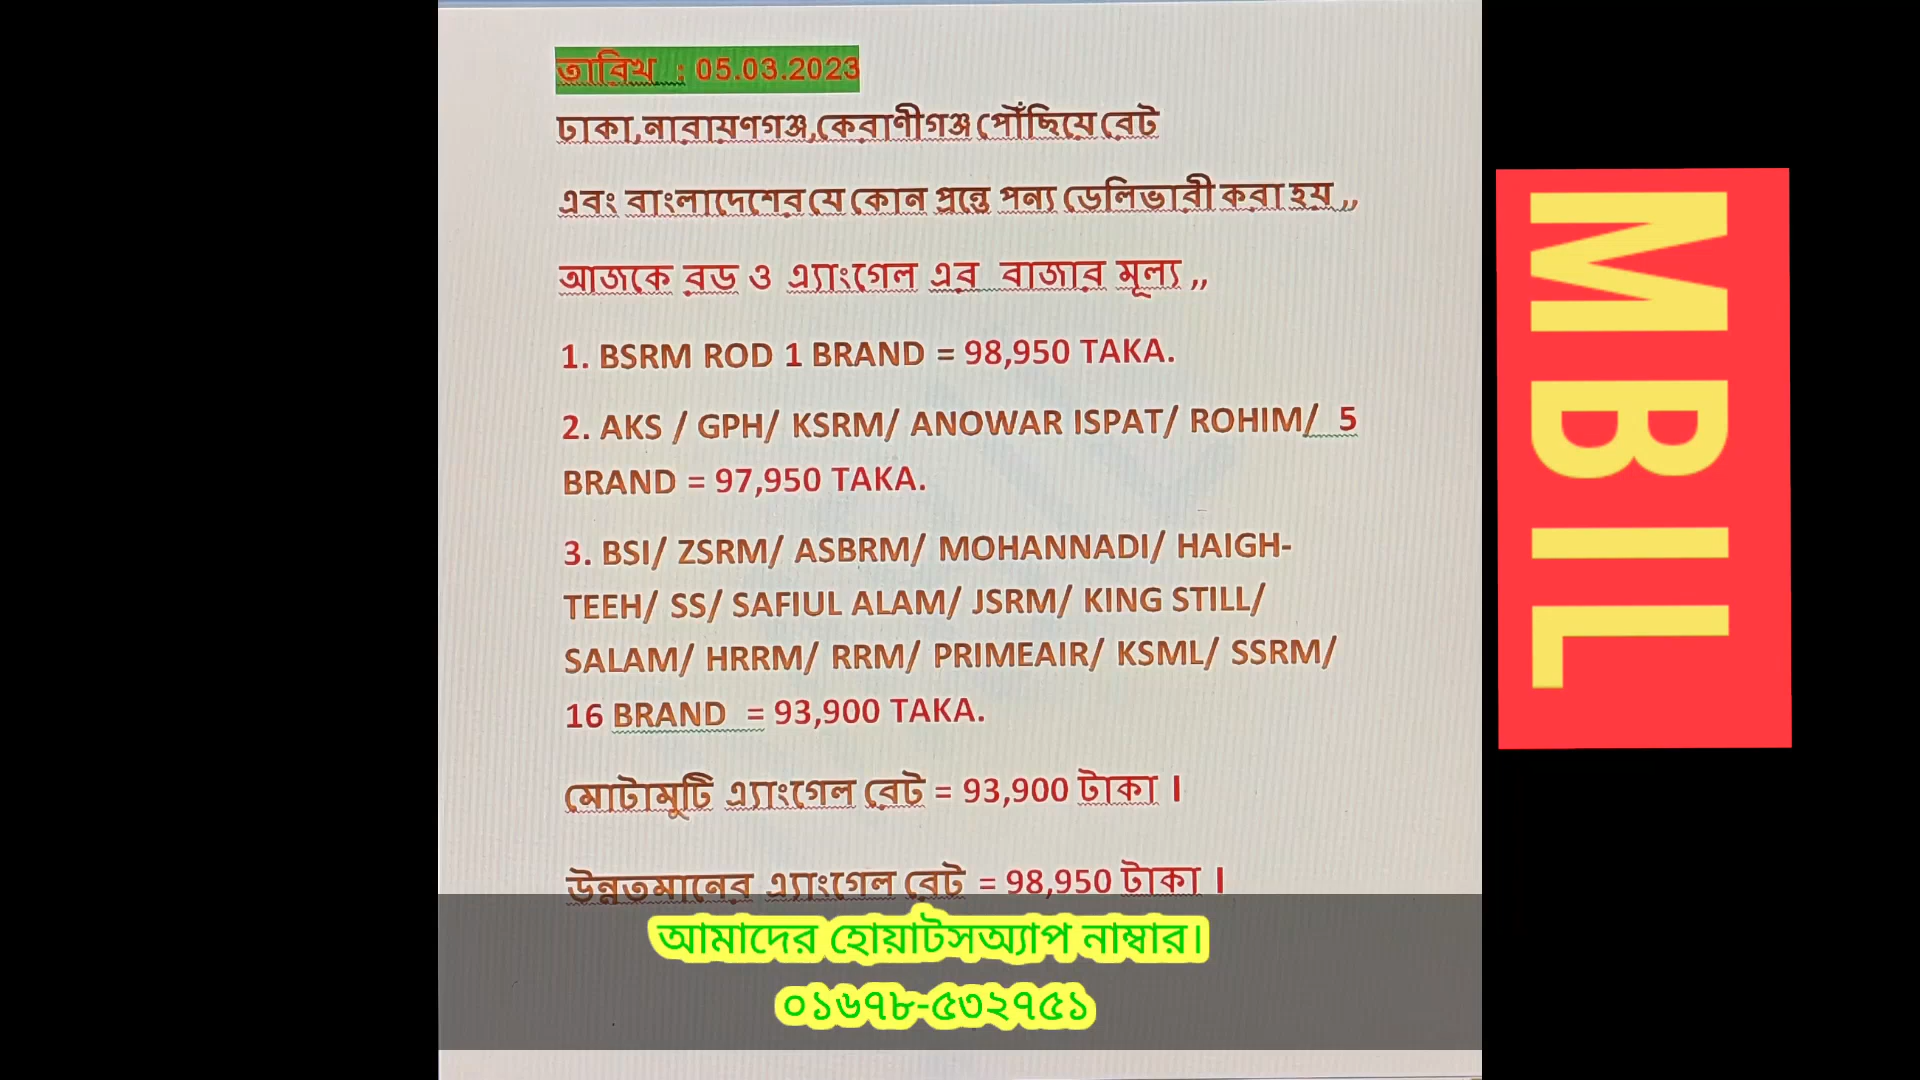 তারিখ : 05.03.2023
ঢাকা,নারায়ণগঞ্জ,কেরাণীগঞ্জ পৌঁছিয়ে রেট
এবং বাংলাদেশের যে কোন প্রন্তে পন্য ডেলিভারী করা হয় ,,
আজকে রড ও এ্যাংগেল এর বাজার মূল্য ,,
1. BSRM ROD 1 BRAND = 98,950 TAKA.
2. AKS / GPH/ KSRM/ ANOWAR ISPAT/ ROHIM/ 5
BRAND = 97,950 TAKA.
3. BSI/ ZSRM/ ASBRM/ MOHANNADI/ HAIGH-
TEEH/ SS/ SAFIUL ALAM/ JSRM/ KING STILL/
SALAM/ HRRM/ RRM/ PRIMEAIR/ KSML/ SSRM/
16 BRAND = 93,900 TAKA.
মোটামুটি এ্যাংগেল রেট = 93,900 টাকা ।
উন্নতমানের এ্যাংগেল রেট = 98,950 টাকা ।
আমাদের হোয়াটসঅ্যাপ নাম্বার।
০১৬৭৮-৫৩২৭৫১
MBIL